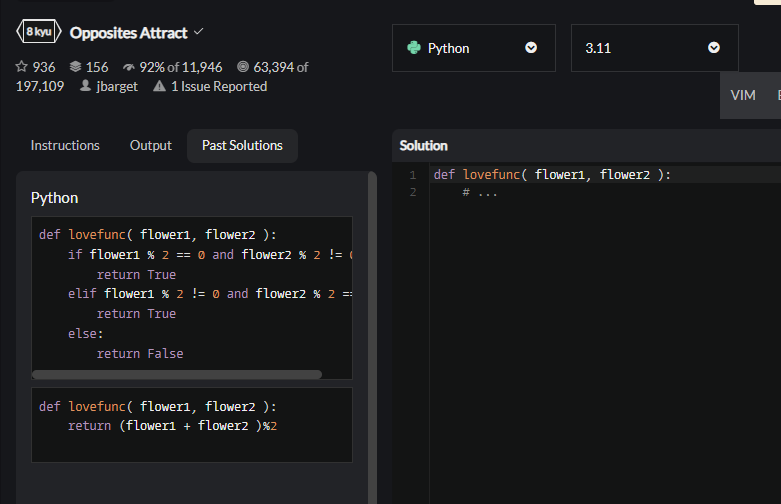 8 kyu Opposites Attract
936 156 92% of 11,946 63,394 of
197,109 jbarget 1 Issue Reported
Python 3.11
VIM
Instructions Output Past Solutions
Solution
1 def lovefunc( flower1, flower2 ):
2 # ...
Python
def lovefunc( flower1, flower2 ):
if flower1 % 2 == 0 and flower2 % 2 !=
return True
elif flower1 % 2 != 0 and flower2 % 2 ==
return True
else:
return False
def lovefunc( flower1, flower2 ):
return (flower1 + flower2 )%2